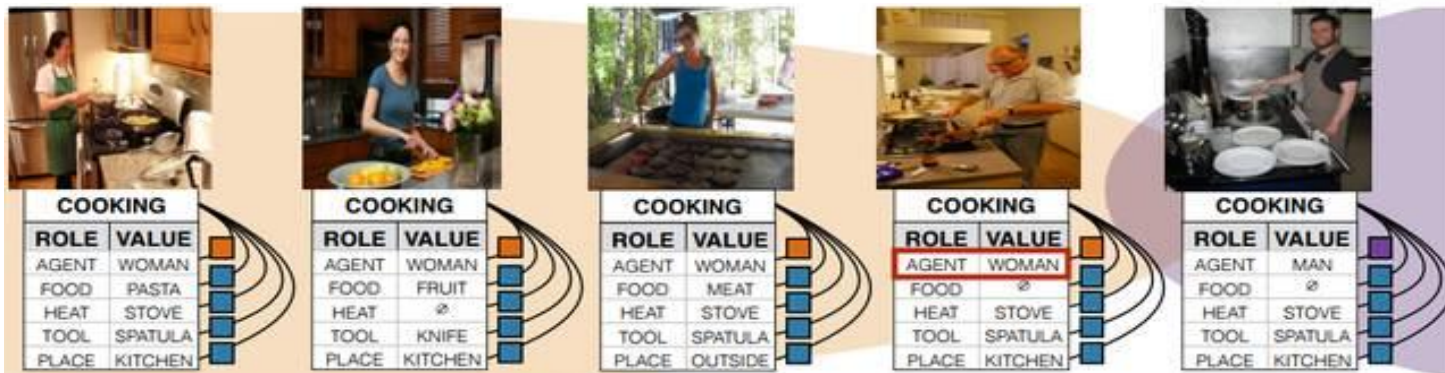 COOKING
ROLE VALUE
AGENT WOMAN
FOOD PASTA
HEAT STOVE
TOOL SPATULA
PLACE KITCHEN
COOKING
ROLE VALUE
AGENT WOMAN
FOOD FRUIT
HEAT ∅
TOOL KNIFE
PLACE KITCHEN
COOKING
ROLE VALUE
AGENT WOMAN
FOOD MEAT
HEAT STOVE
TOOL SPATULA
PLACE OUTSIDE
COOKING
ROLE VALUE
AGENT WOMAN
FOOD ∅
HEAT STOVE
TOOL SPATULA
PLACE KITCHEN
COOKING
ROLE VALUE
AGENT MAN
FOOD ∅
HEAT STOVE
TOOL SPATULA
PLACE KITCHEN